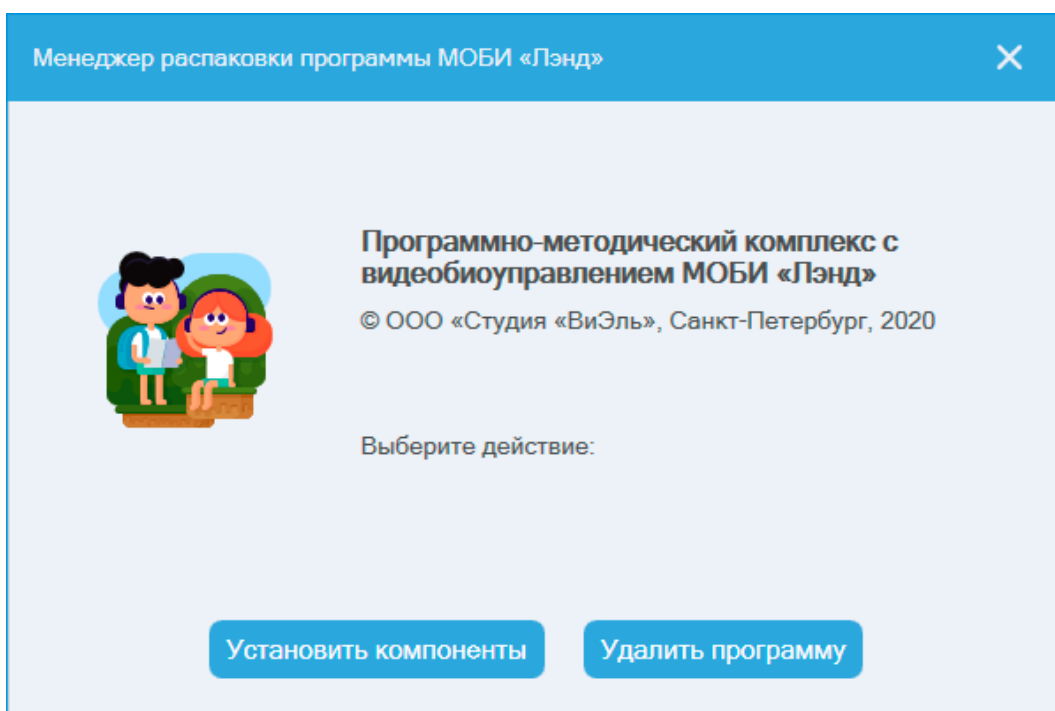 Менеджер распаковки программы МОБИ «Лэнд»
Программно-методический комплекс с
видеобиоуправлением МОБИ «Лэнд»
© ООО «Студия «ВиЭль», Санкт-Петербург, 2020
Выберите действие:
Установить компоненты
Удалить программу